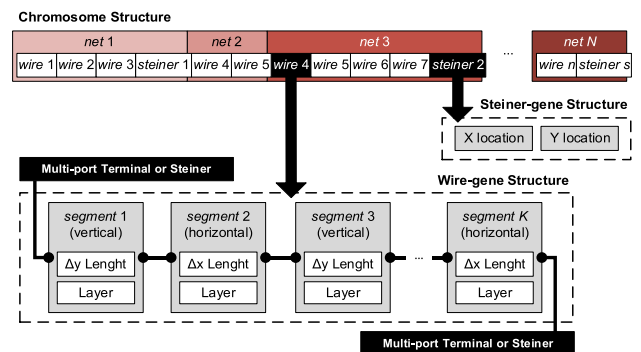 Chromosome Structure
net 1 net 2 net 3 ... net N
wire 1 wire 2 wire 3 steiner 1 wire 4 wire 5 wire 4 wire 5 wire 6 wire 7 steiner 2 wire n steiner s
Steiner-gene Structure
X location Y location
Multi-port Terminal or Steiner
Wire-gene Structure
segment 1 segment 2 segment 3 segment K
(vertical) (horizontal) (vertical) (horizontal)
Δy Lenght Δx Lenght Δy Lenght ... Δx Lenght
Layer Layer Layer Layer
Multi-port Terminal or Steiner